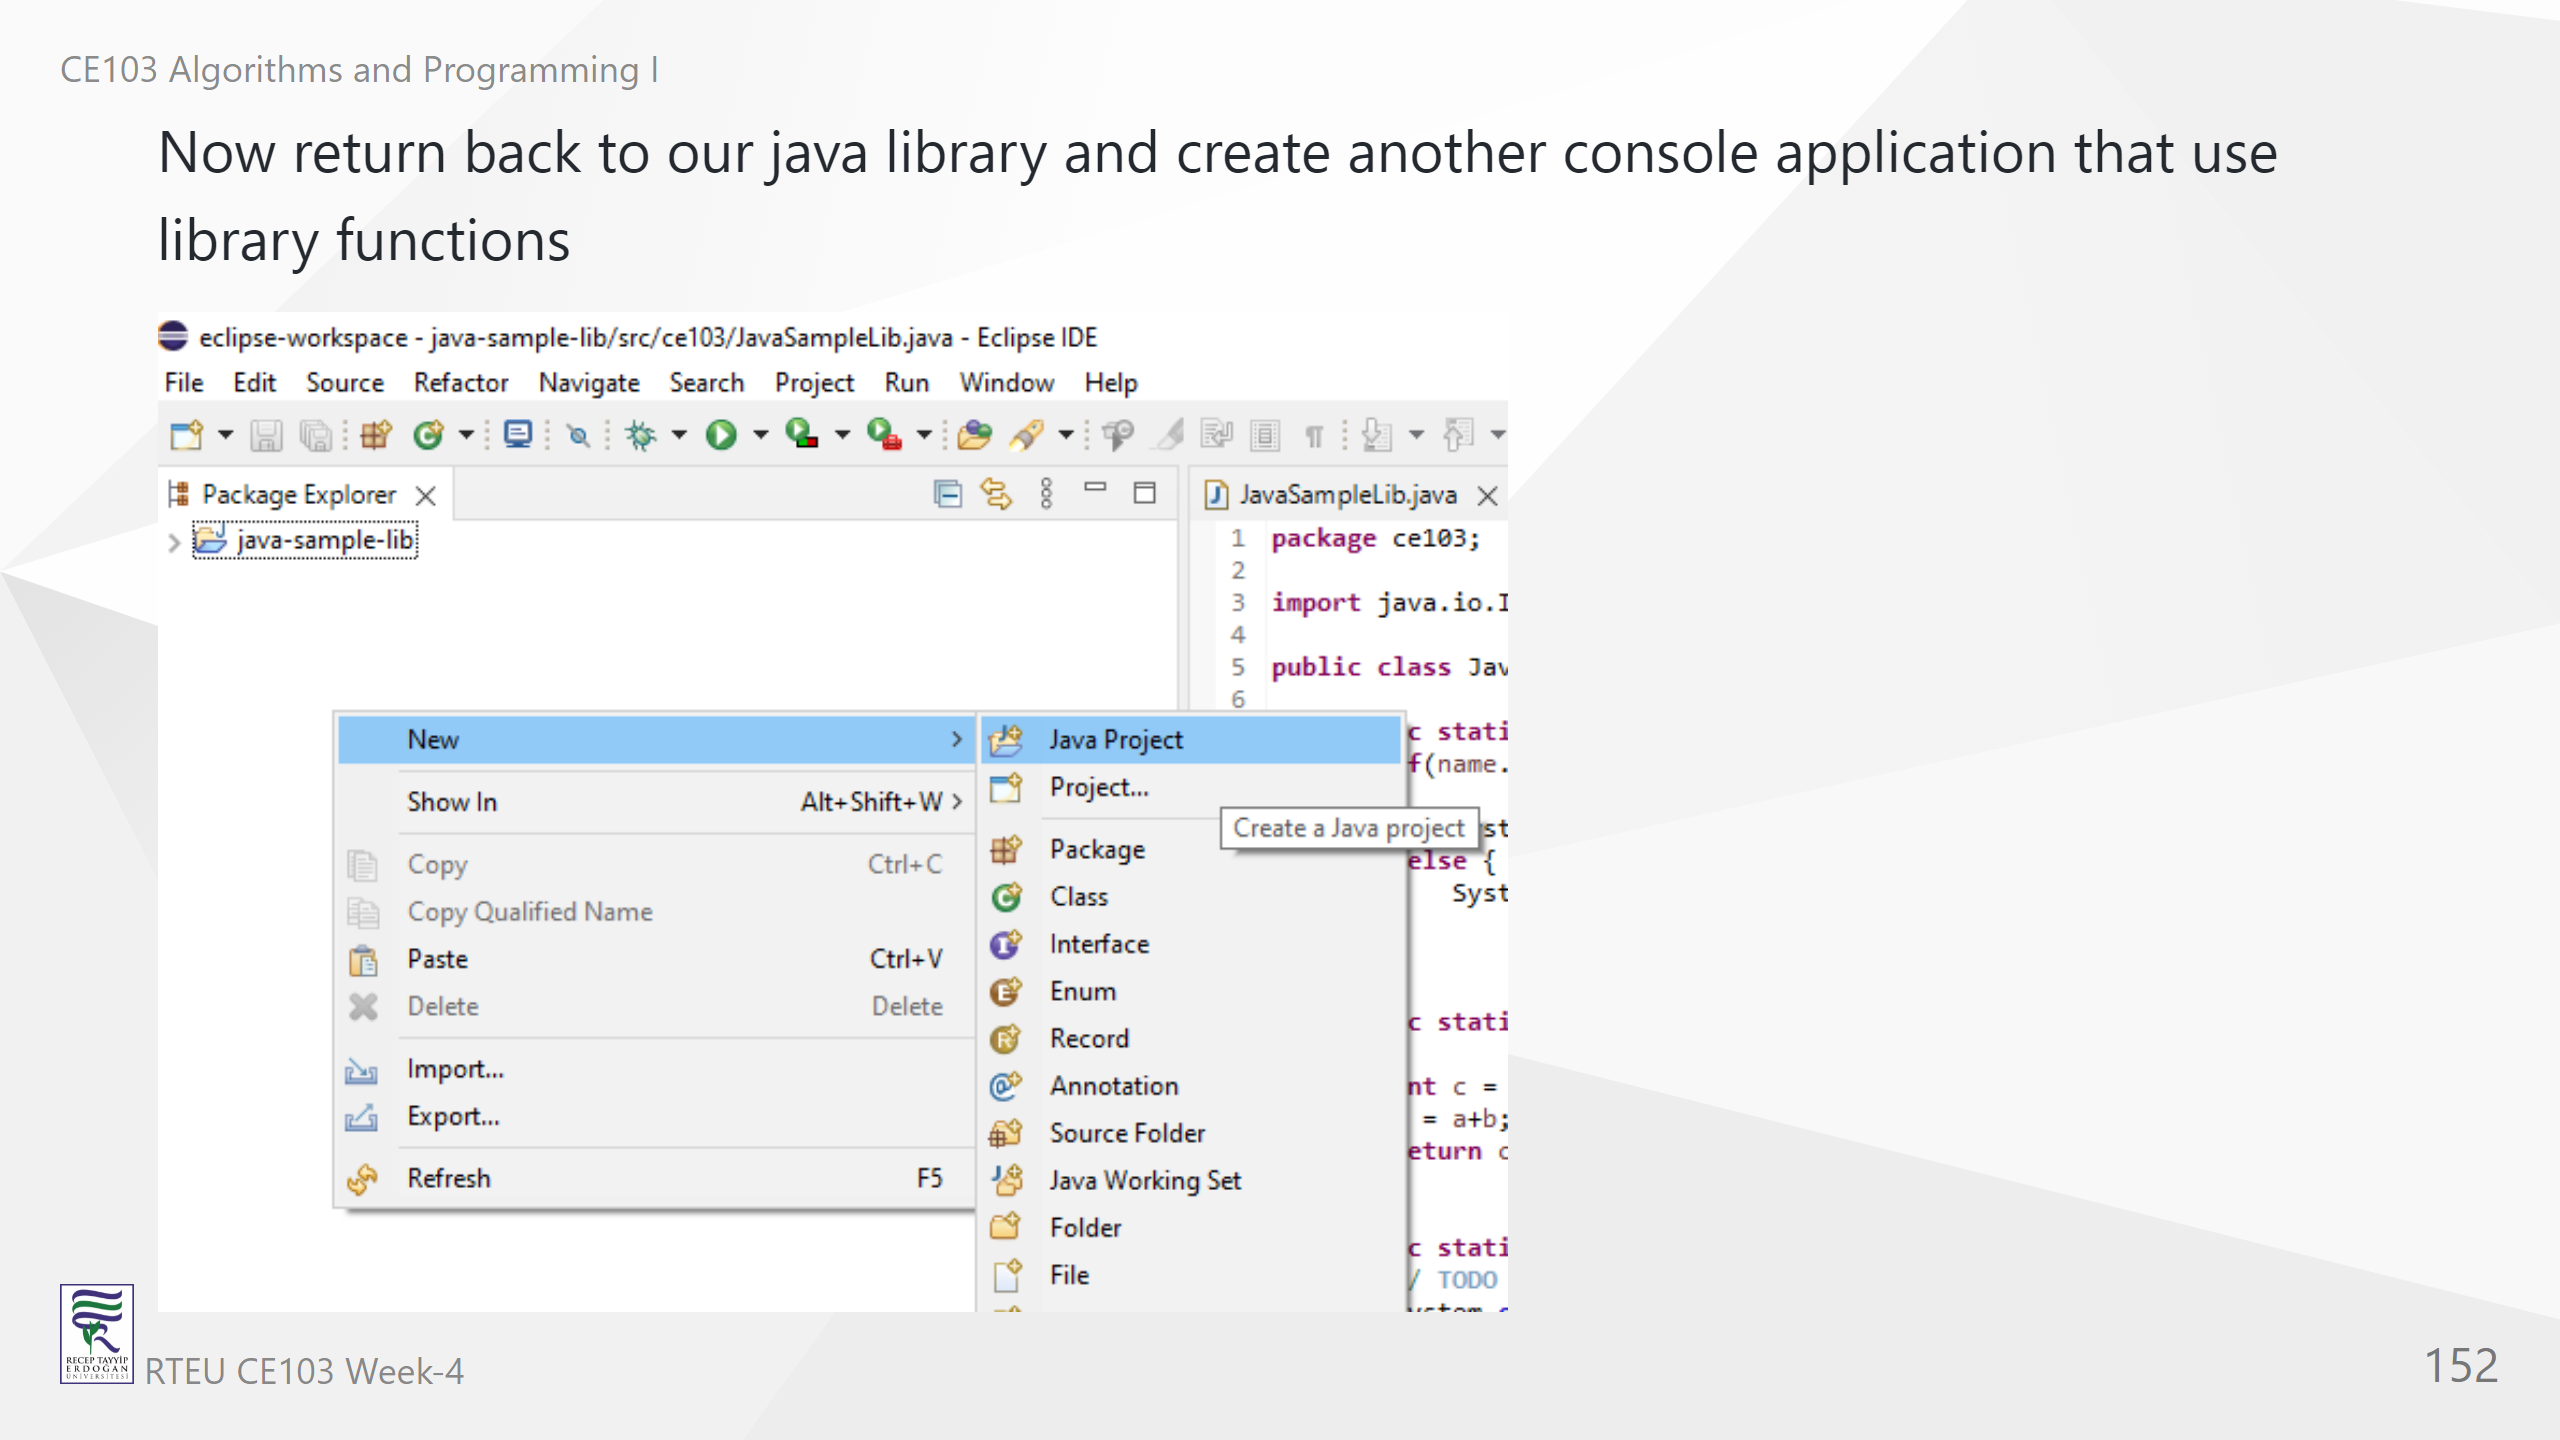 CE103 Algorithms and Programming I
Now return back to our java library and create another console application that use
library functions
eclipse-workspace - java-sample-lib/src/ce103/JavaSampleLib.java - Eclipse IDE
File Edit Source Refactor Navigate Search Project Run Window Help
Package Explorer
java-sample-lib
JavaSampleLib.java
1 package ce103;
2
3 import java.io.I
4
5 public class Jav
6
New
Show In Alt+Shift+W
Copy Ctrl+C
Copy Qualified Name
Paste Ctrl+V
Delete Delete
Import...
Export...
Refresh F5
Java Project
Project...
Create a Java project
Package
Class
Interface
Enum
Record
Annotation
Source Folder
Java Working Set
Folder
File
c stati
f(name.
st
else {
Syst
c stati
nt c =
= a+b;
eturn c
c stati
/ TODO
RECEP TAYYİP
ERDOĞAN
ÜNİVERSİTESİ
RTEU CE103 Week-4
152